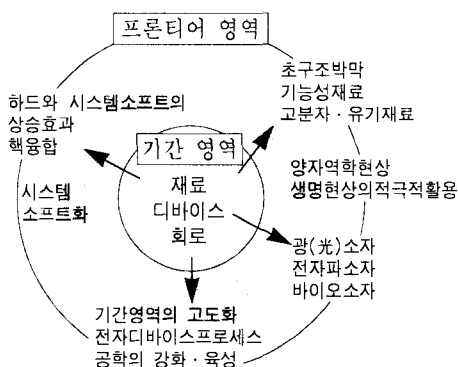 프론티어 영역
초구조박막
기능성재료
고분자·유기재료
하드와 시스템소프트의
상승효과
핵융합
기간 영역
재료
디바이스
회로
양자역학현상
생명현상의적극적활용
시스템
소프트화
광(光)소자
전자파소자
바이오소자
기간영역의 고도화
전자디바이스프로세스
공학의 강화·육성